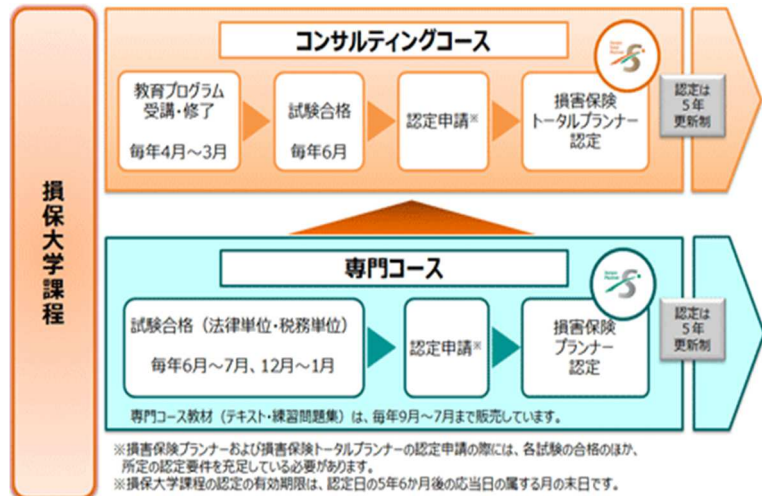 損保大学課程
コンサルティングコース
教育プログラム
受講・修了
毎年4月～3月
試験合格
毎年6月
認定申請※
損害保険
トータルプランナー
認定
認定は
5年
更新制
専門コース
試験合格（法律単位・税務単位）
毎年6月～7月、12月～1月
認定申請※
損害保険
プランナー
認定
認定は
5年
更新制
専門コース教材（テキスト・練習問題集）は、毎年9月～7月まで販売しています。
※損害保険プランナーおよび損害保険トータルプランナーの認定申請の際には、各試験の合格のほか、
所定の認定要件を充足している必要があります。
※損保大学課程の認定の有効期限は、認定日の5年6か月後の応当日の属する月の末日です。